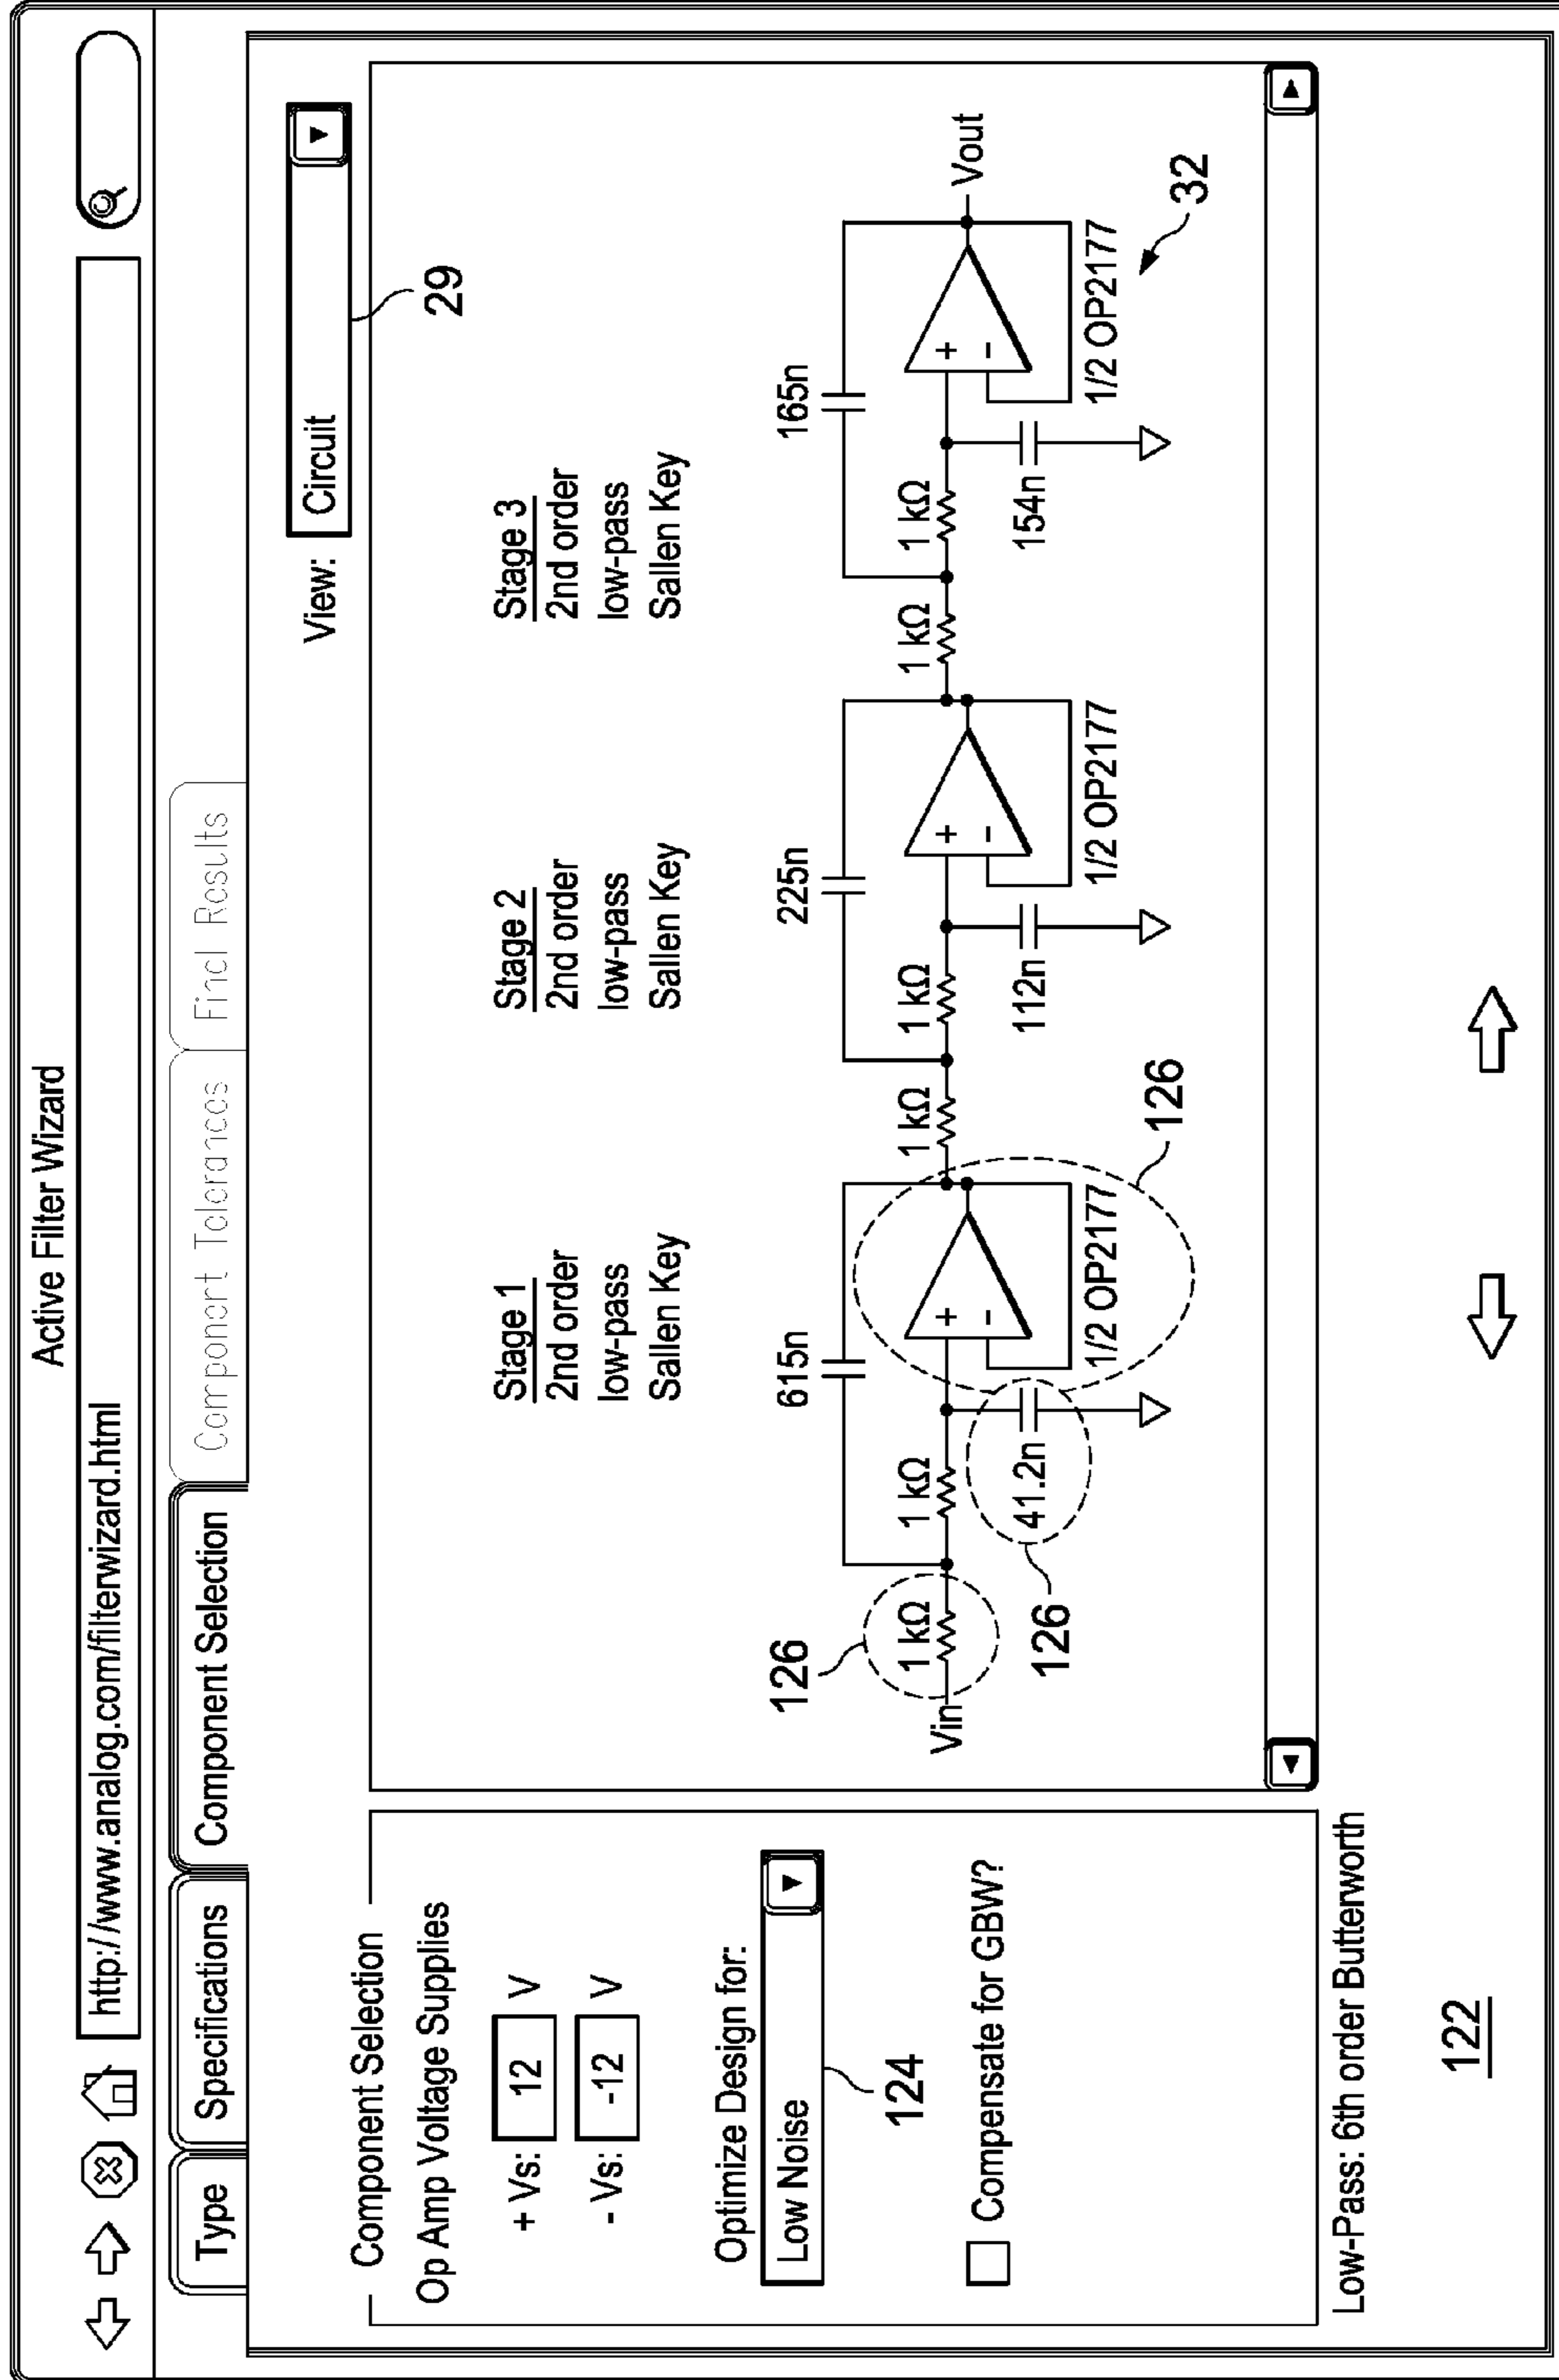 Active Filter Wizard
http://www.analog.com/filterwizard.html
Type
Specifications
Component Selection
Component Tolerances
Final Results
Component Selection
Op Amp Voltage Supplies
+ Vs: 12 V
- Vs: -12 V
Optimize Design for:
Low Noise
124
Compensate for GBW?
View: Circuit
29
Stage 1
2nd order
low-pass
Sallen Key
Stage 2
2nd order
low-pass
Sallen Key
Stage 3
2nd order
low-pass
Sallen Key
615n
225n
165n
126
Vin
1 kΩ
1 kΩ
1 kΩ
1 kΩ
1 kΩ
1 kΩ
Vout
+
-
+
-
+
-
41.2n
112n
154n
126
1/2 OP2177
1/2 OP2177
1/2 OP2177
126
32
Low-Pass: 6th order Butterworth
122